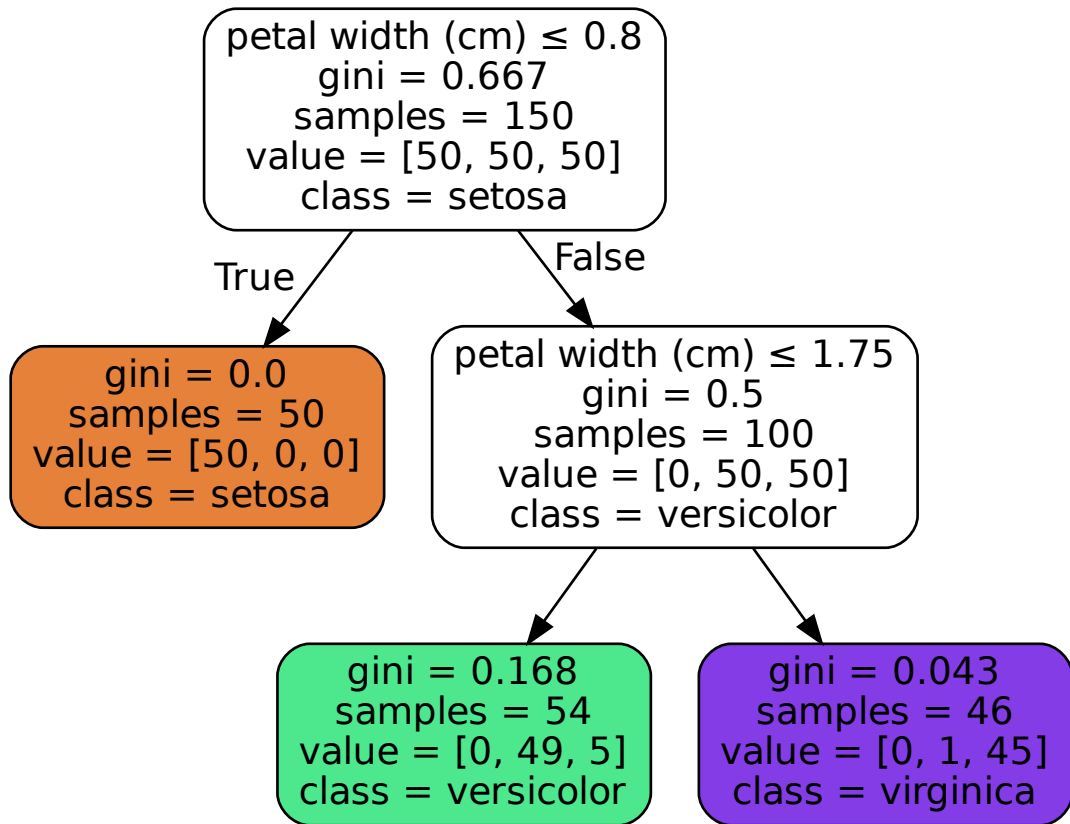 petal width (cm) ≤ 0.8
gini = 0.667
samples = 150
value = [50, 50, 50]
class = setosa
True
False
gini = 0.0
samples = 50
value = [50, 0, 0]
class = setosa
petal width (cm) ≤ 1.75
gini = 0.5
samples = 100
value = [0, 50, 50]
class = versicolor
gini = 0.168
samples = 54
value = [0, 49, 5]
class = versicolor
gini = 0.043
samples = 46
value = [0, 1, 45]
class = virginica